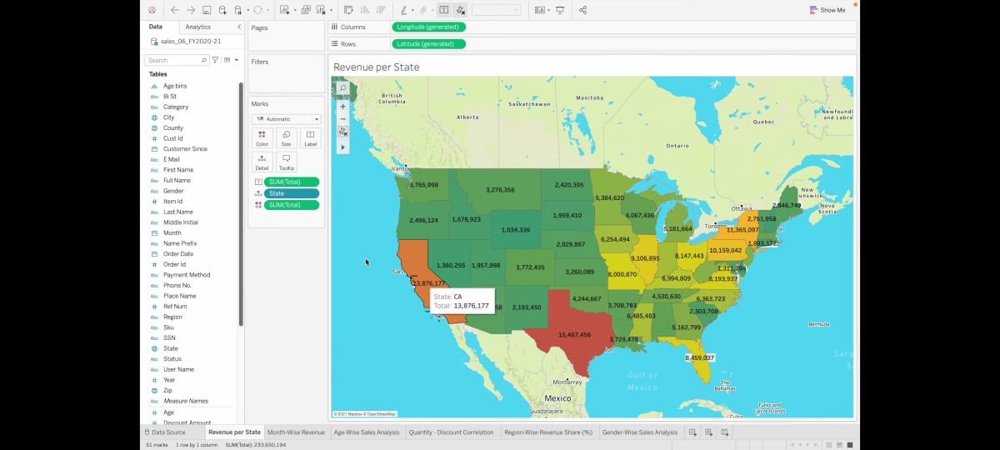 Show Me
Data
Analytics
sales_06_FY2020-21
Search
Tables
Age bins
Bi St
Category
City
County
Cust Id
Customer Since
E Mail
First Name
Full Name
Gender
Item Id
Last Name
Middle Initial
Month
Name Prefix
Order Date
Order Id
Payment Method
Phone No.
Place Name
Ref Num
Region
Sku
SSN
State
Status
User Name
Year
Zip
Measure Names
Age
Discount Amount
Pages
Filters
Marks
Automatic
Color
Size
Label
Detail
Tooltip
SUM(Total)
State
SUM(Total)
Columns
Longitude (generated)
Rows
Latitude (generated)
Revenue per State
British
Columbia
Alberta
Saskatchewan
Manitoba
Ontario
Quebec
Newfoundl
and Labra
New
unswick
Nova
Scotia
Ottawa
3,765,998
3,276,356
2,420,395
5,384,620
2,846,749
2,496,124
1,678,923
1,959,410
4,067,436
2,751,958
1,034,336
5,181,664
11,365,097
2,829,867
6,254,494
1,893,172
10,159,042
9,106,895
8,147,443
1,360,255
1,957,998
3,772,435
3,260,089
8,000,870
6,994,809
8,193,937
13,876,177
State: CA
Total: 13,876,177
2,193,450
4,244,667
3,708,783
4,530,630
6,363,723
2,303,708
6,485,483
5,162,799
15,467,456
3,729,478
8,459,037
Bermuda
Gulf of
Mexico
Monterrey
The
Bahamas
Mexico
Guadalajara
Turks and
Caicos Islands
Cuba
© 2021 Mapbox © OpenStreetMap
Data Source
Revenue per State
Month-Wise Revenue
Age-Wise Sales Analysis
Quantity - Discount Correlation
Region-Wise Revenue Share (%)
Gender-Wise Sales Analysis
51 marks
1 row by 1 column
SUM(Total): 233,650,194